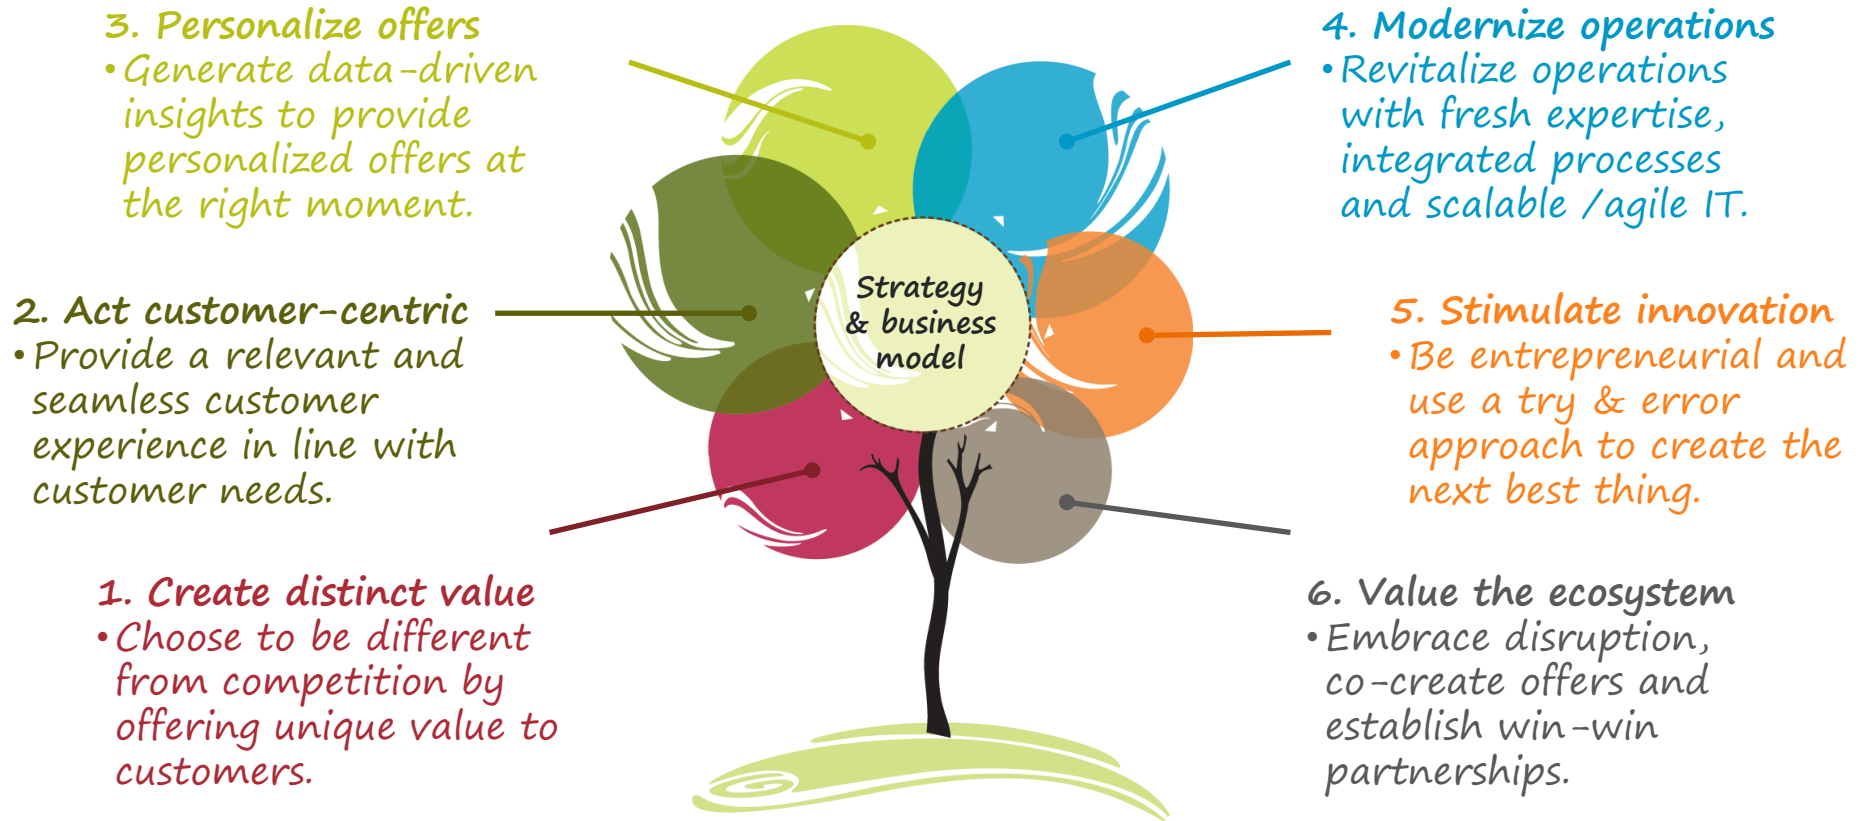 3. Personalize offers
• Generate data-driven
insights to provide
personalized offers at
the right moment.
4. Modernize operations
• Revitalize operations
with fresh expertise,
integrated processes
and scalable /agile IT.
2. Act customer-centric
• Provide a relevant and
seamless customer
experience in line with
customer needs.
Strategy
& business
model
5. Stimulate innovation
• Be entrepreneurial and
use a try & error
approach to create the
next best thing.
1. Create distinct value
• Choose to be different
from competition by
offering unique value to
customers.
6. Value the ecosystem
• Embrace disruption,
co-create offers and
establish win-win
partnerships.